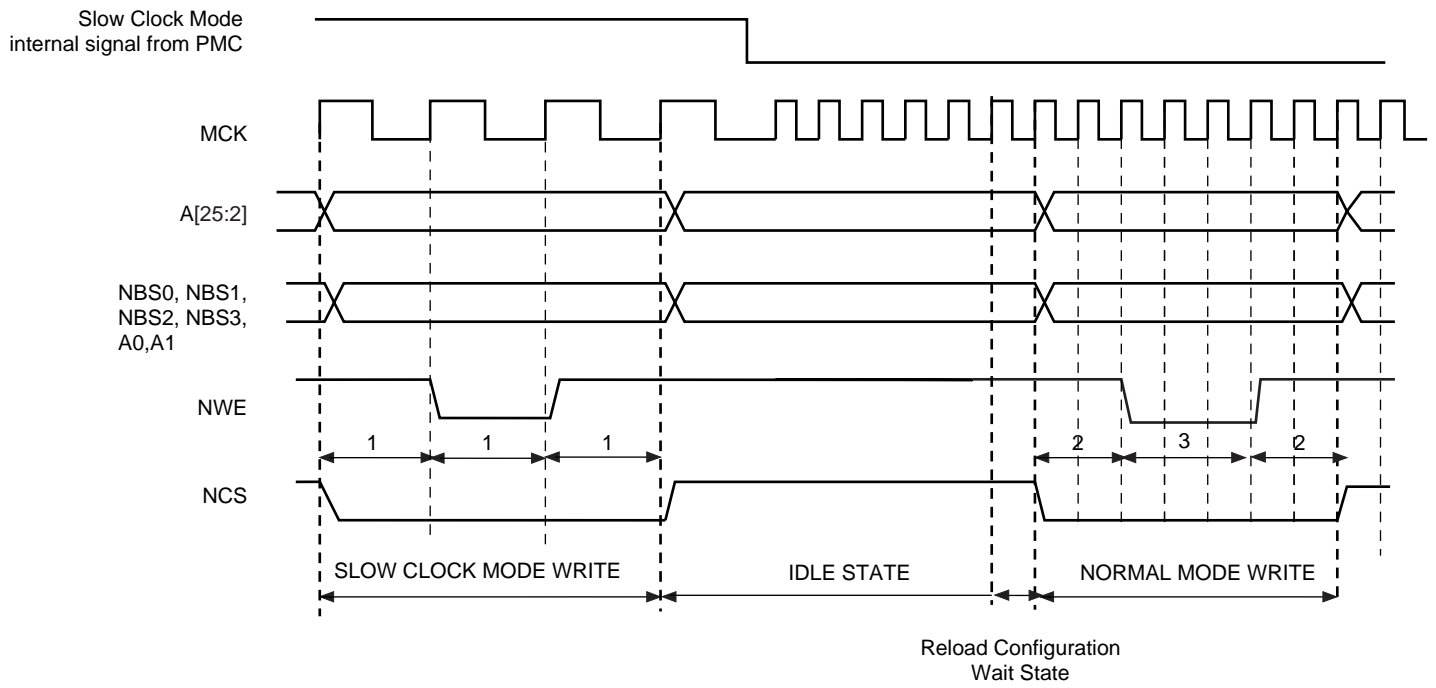 Slow Clock Mode
internal signal from PMC
MCK
A[25:2]
NBS0, NBS1,
NBS2, NBS3,
A0,A1
NWE
1 1 1 2 3 2
NCS
SLOW CLOCK MODE WRITE IDLE STATE NORMAL MODE WRITE
Reload Configuration
Wait State